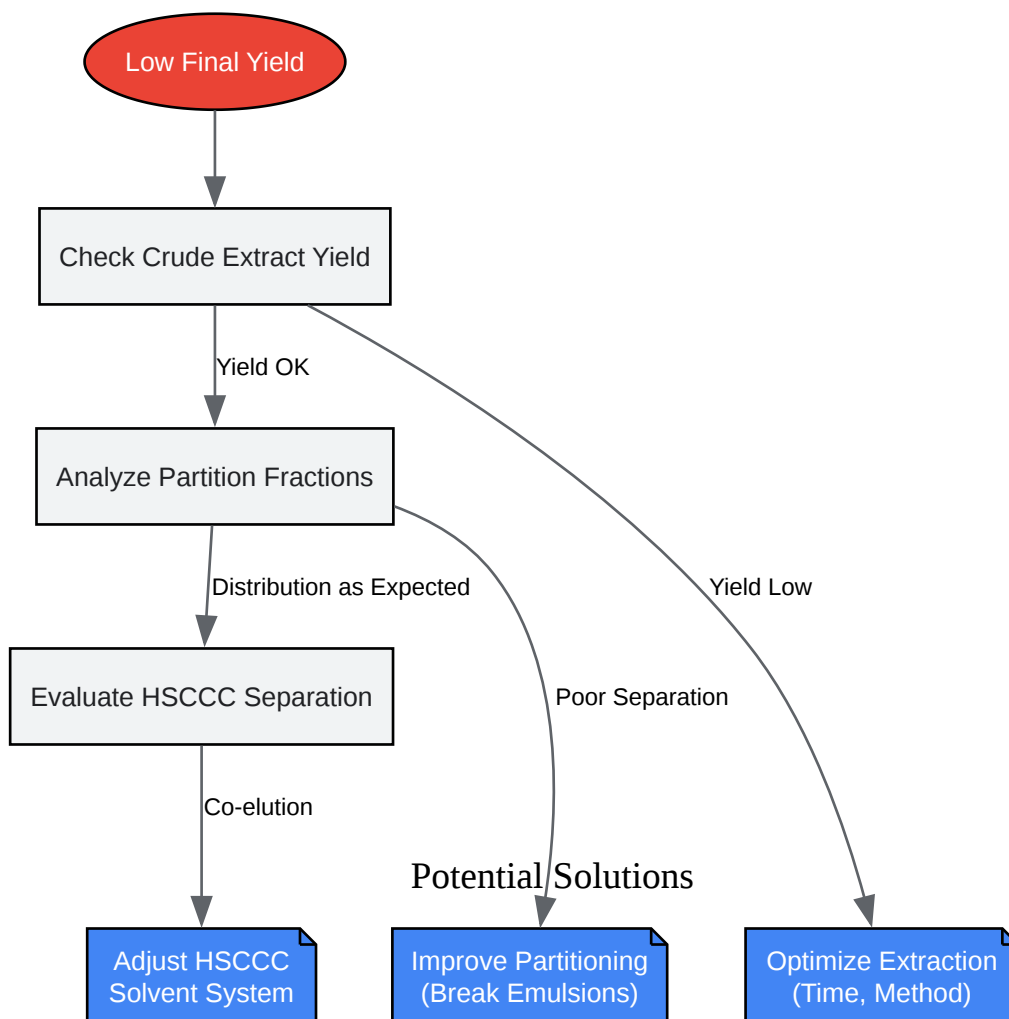 Low Final Yield
Check Crude Extract Yield
Yield OK
Analyze Partition Fractions
Distribution as Expected
Yield Low
Evaluate HSCCC Separation
Poor Separation
Co-elution
Potential Solutions
Adjust HSCCC
Solvent System
Improve Partitioning
(Break Emulsions)
Optimize Extraction
(Time, Method)